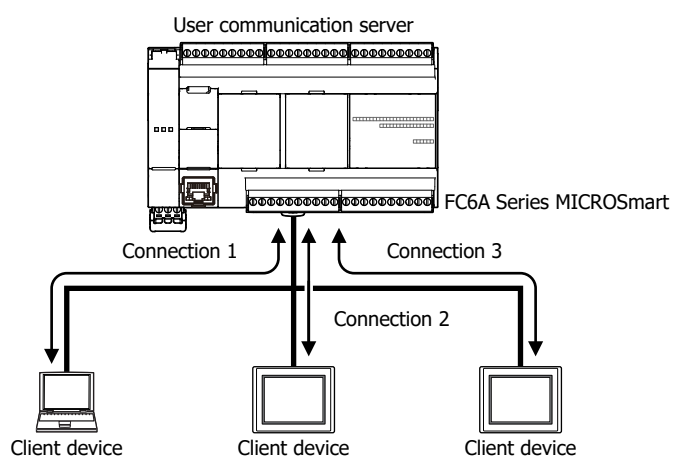 User communication server
FC6A Series MICROSmart
Connection 1
Connection 3
Connection 2
Client device
Client device
Client device